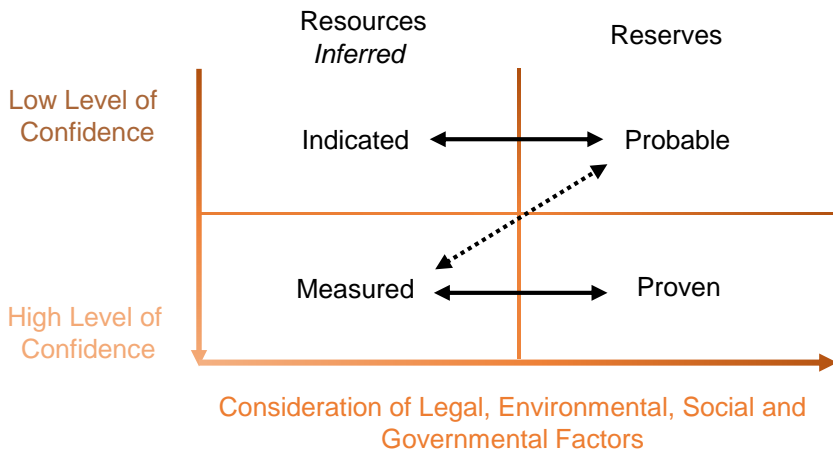 Resources
Inferred
Reserves
Low Level of
Confidence
Indicated
Probable
Measured
Proven
High Level of
Confidence
Consideration of Legal, Environmental, Social and
Governmental Factors